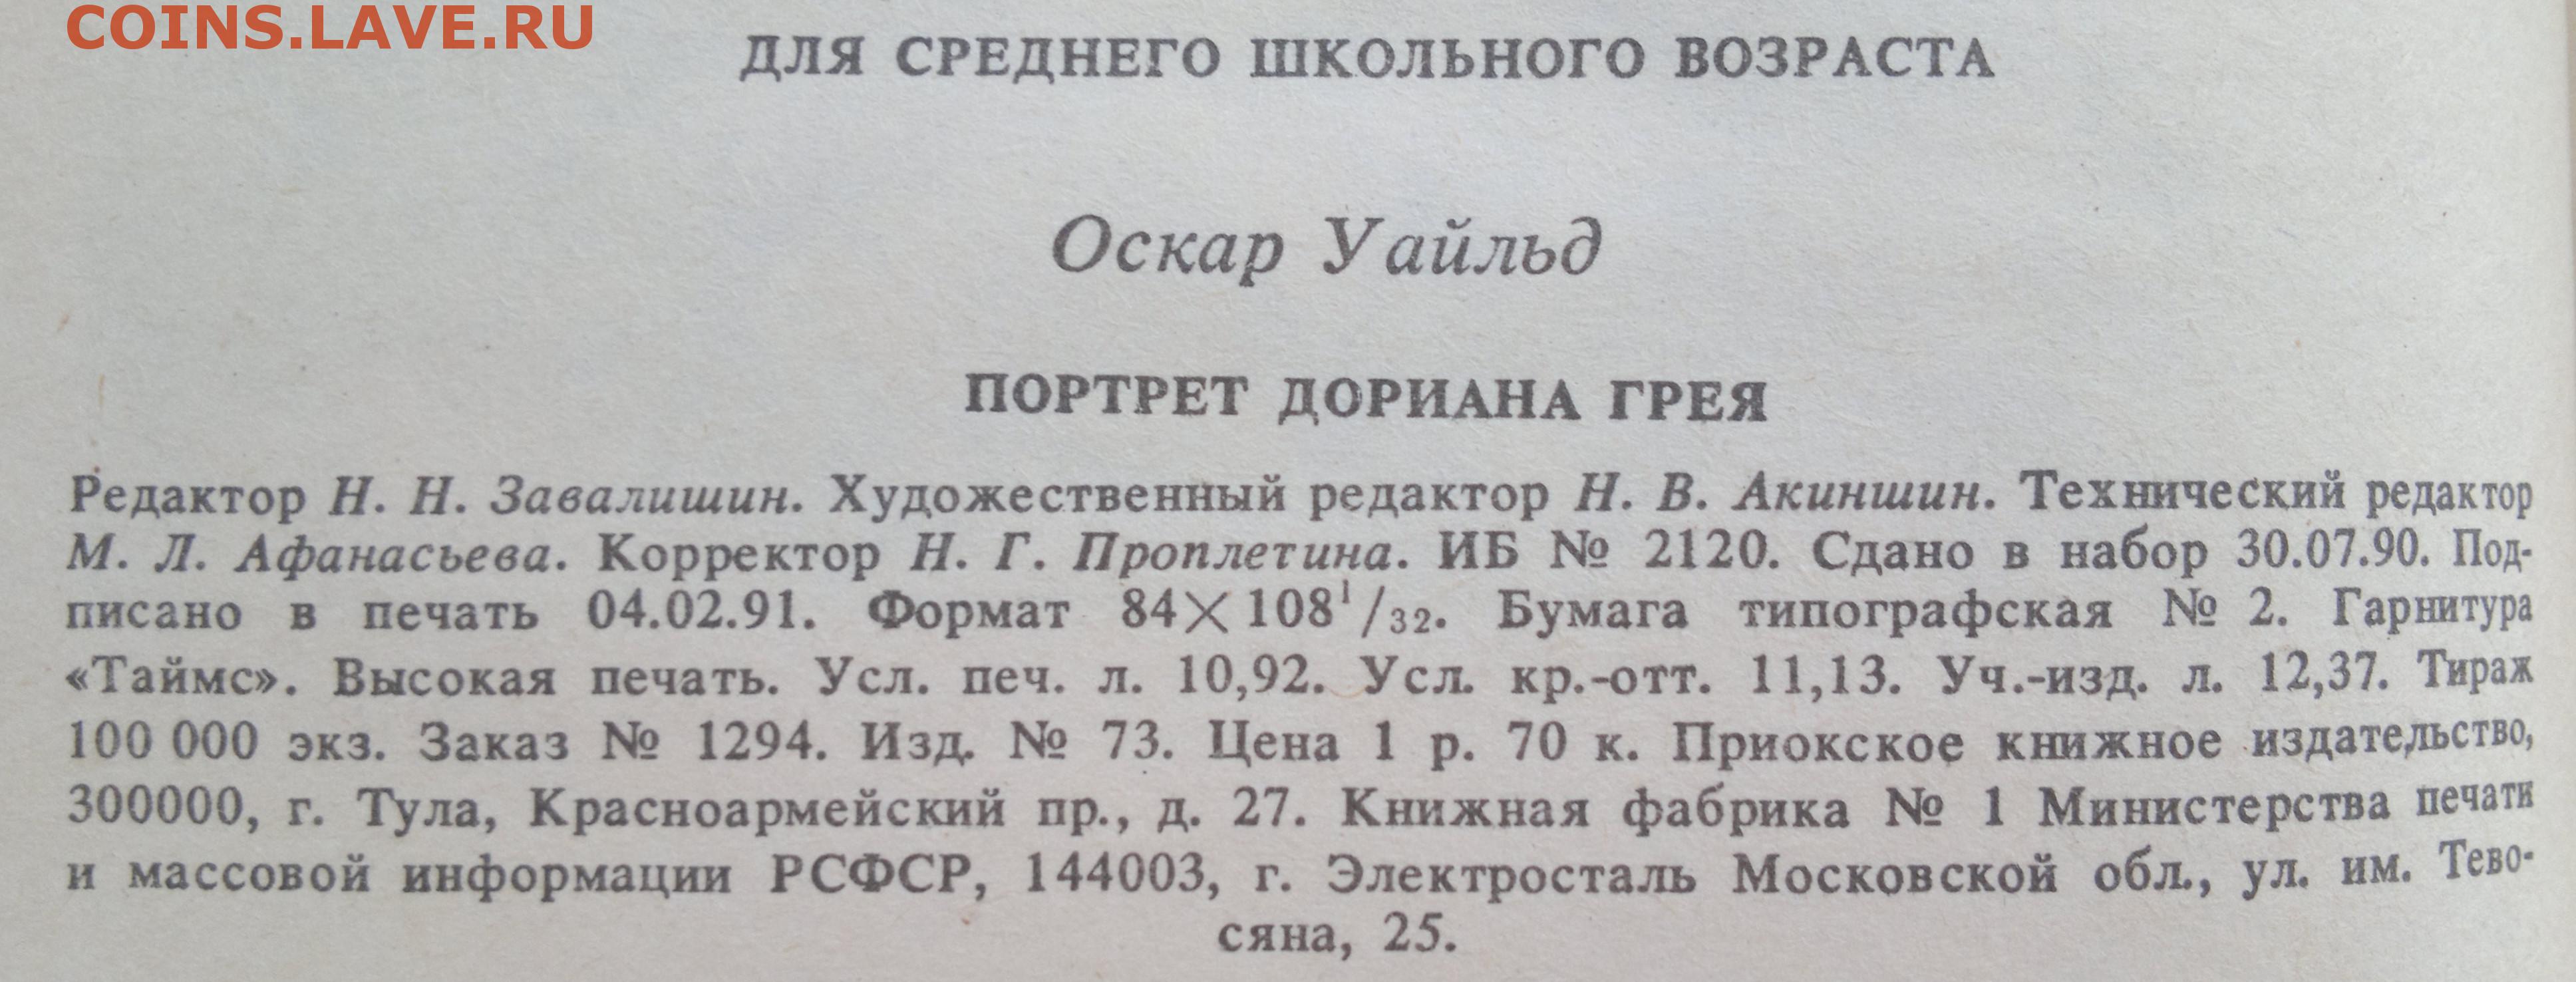 COINS.LAVE.RU
ДЛЯ СРЕДНЕГО ШКОЛЬНОГО ВОЗРАСТА
Оскар Уайльд
ПОРТРЕТ ДОРИАНА ГРЕЯ
Редактор Н. Н. Завалишин. Художественный редактор Н. В. Акиншин. Технический редактор
М. Л. Афанасьева. Корректор Н. Г. Проплетина. ИБ № 2120. Сдано в набор 30.07.90. Под-
писано в печать 04.02.91. Формат 84×108¹/₃₂. Бумага типографская № 2. Гарнитура
«Таймс». Высокая печать. Усл. печ. л. 10,92. Усл. кр.-отт. 11,13. Уч.-изд. л. 12,37. Тираж
100 000 экз. Заказ № 1294. Изд. № 73. Цена 1 р. 70 к. Приокское книжное издательство,
300000, г. Тула, Красноармейский пр., д. 27. Книжная фабрика № 1 Министерства печати
и массовой информации РСФСР, 144003, г. Электросталь Московской обл., ул. им. Тево-
сяна, 25.